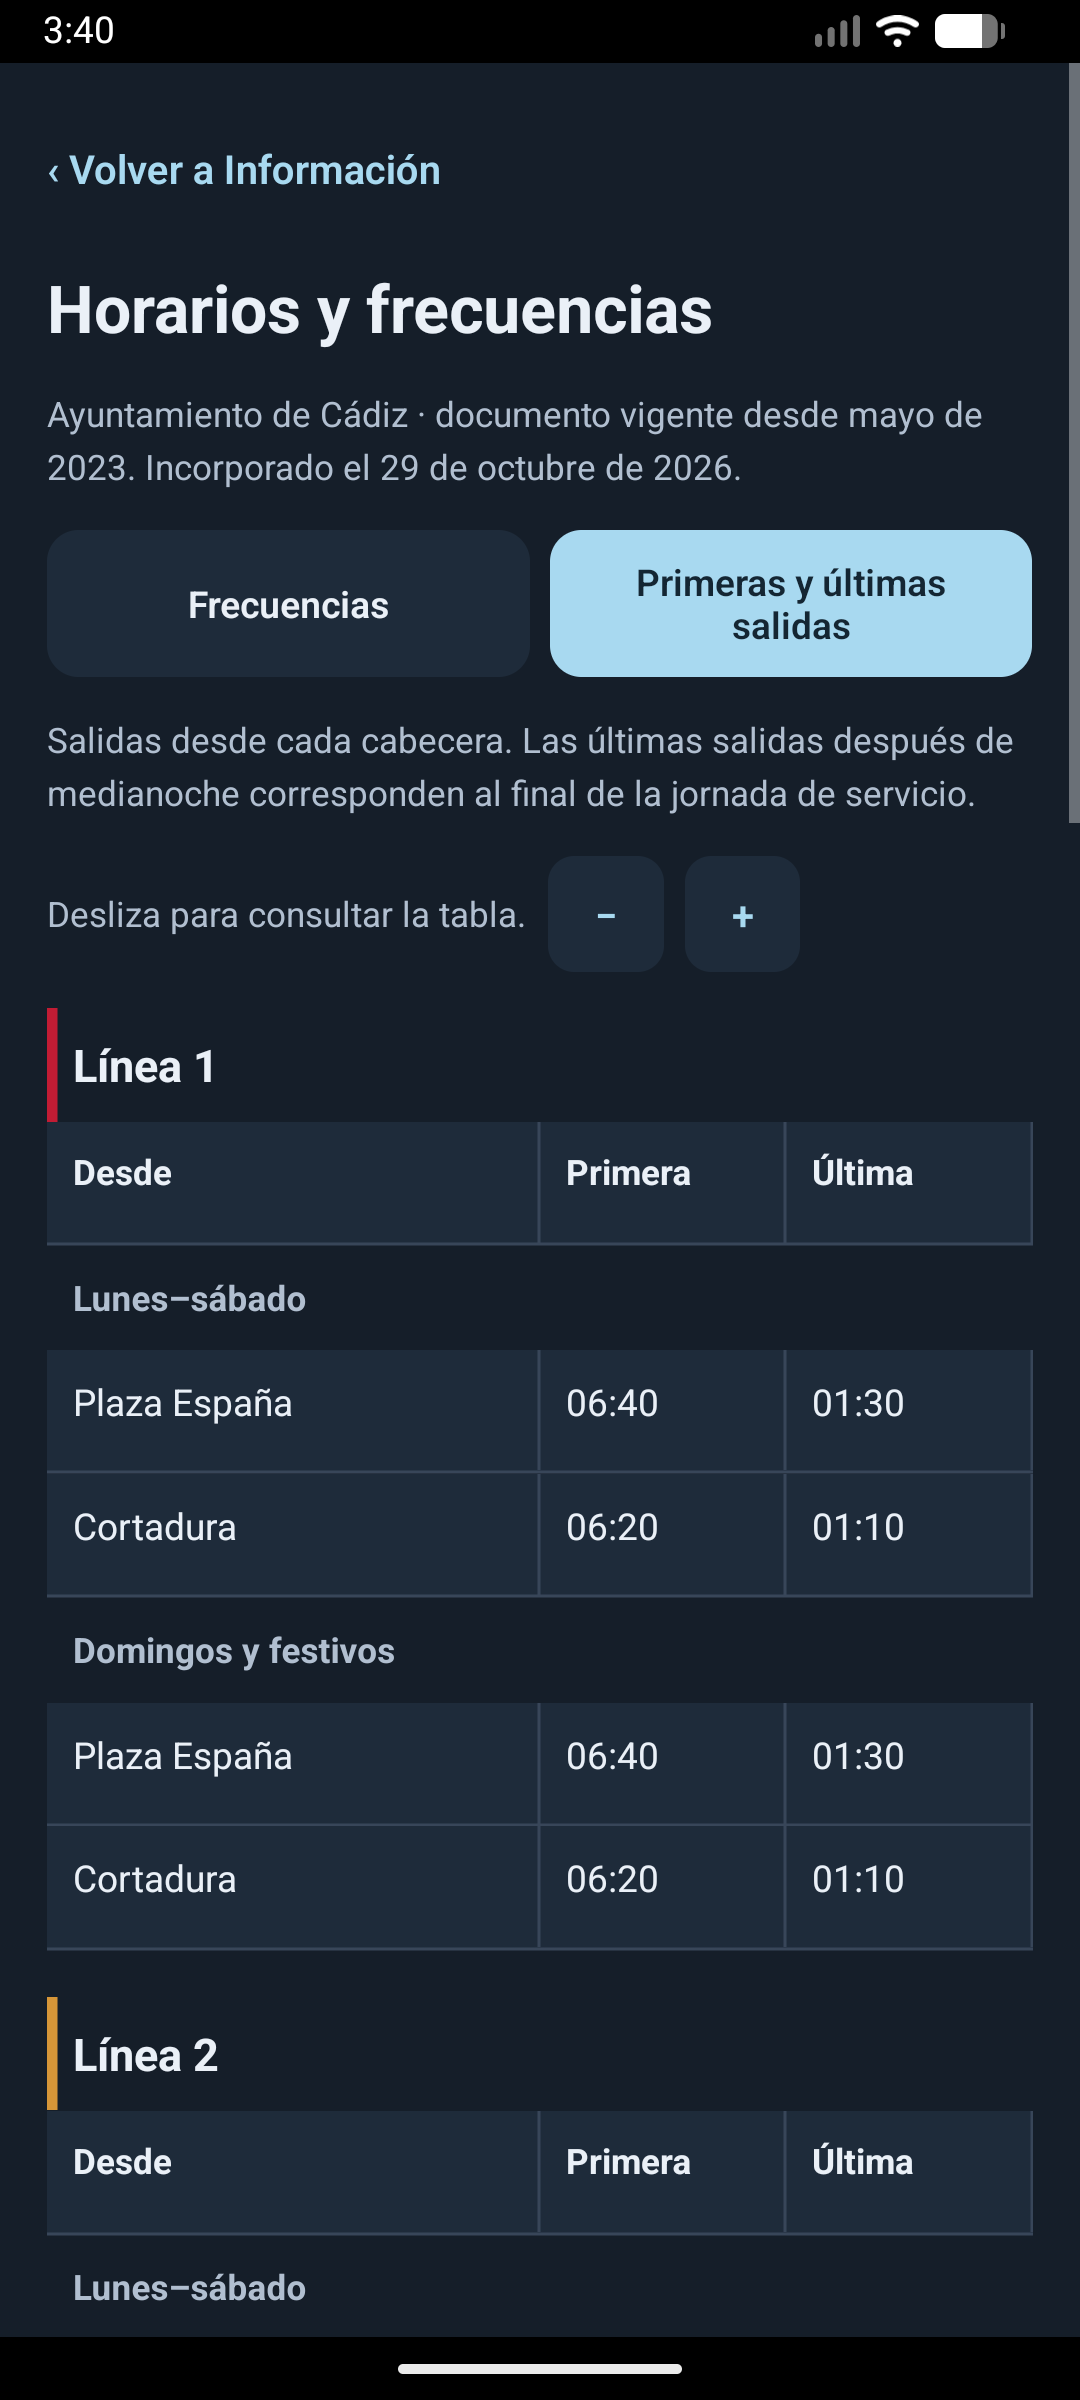 3:40
‹ Volver a Información
Horarios y frecuencias
Ayuntamiento de Cádiz · documento vigente desde mayo de
2023. Incorporado el 29 de octubre de 2026.
Frecuencias
Primeras y últimas
salidas
Salidas desde cada cabecera. Las últimas salidas después de
medianoche corresponden al final de la jornada de servicio.
Desliza para consultar la tabla. − +
Línea 1
Desde Primera Última
Lunes–sábado
Plaza España 06:40 01:30
Cortadura 06:20 01:10
Domingos y festivos
Plaza España 06:40 01:30
Cortadura 06:20 01:10
Línea 2
Desde Primera Última
Lunes–sábado